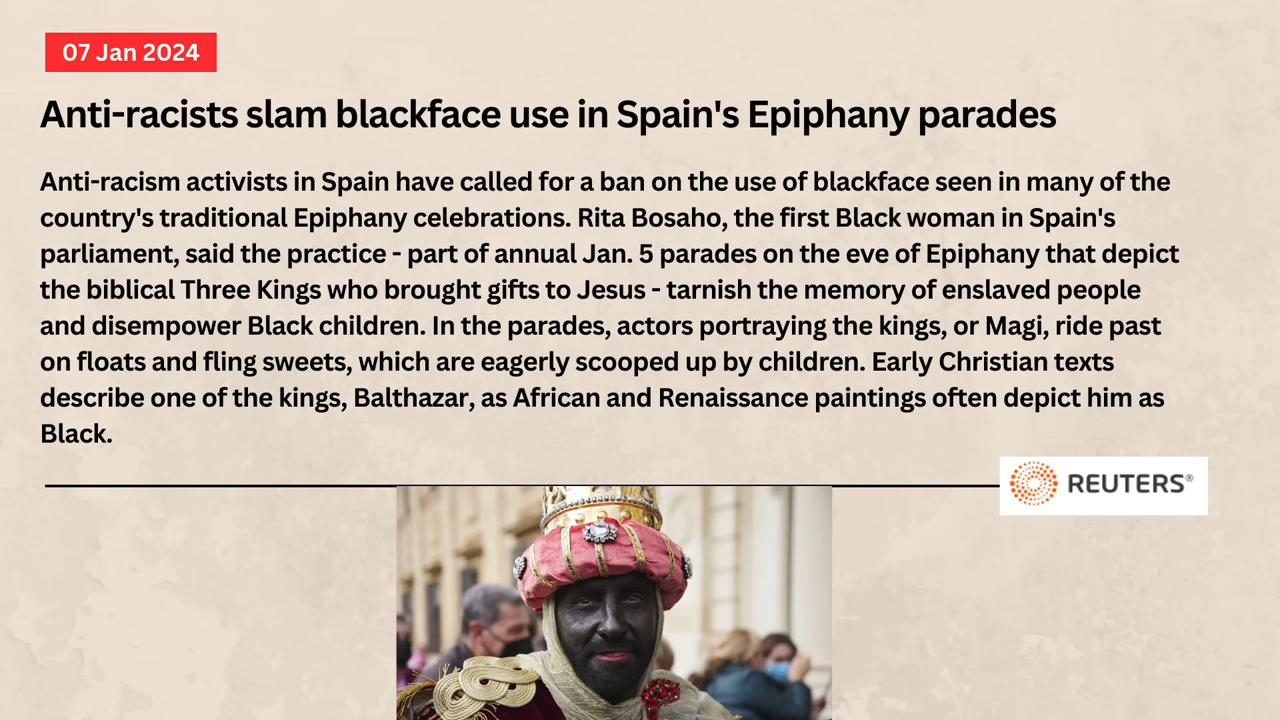 07 Jan 2024
Anti-racists slam blackface use in Spain's Epiphany parades
Anti-racism activists in Spain have called for a ban on the use of blackface seen in many of the
country's traditional Epiphany celebrations. Rita Bosaho, the first Black woman in Spain's
parliament, said the practice - part of annual Jan. 5 parades on the eve of Epiphany that depict
the biblical Three Kings who brought gifts to Jesus - tarnish the memory of enslaved people
and disempower Black children. In the parades, actors portraying the kings, or Magi, ride past
on floats and fling sweets, which are eagerly scooped up by children. Early Christian texts
describe one of the kings, Balthazar, as African and Renaissance paintings often depict him as
Black.
REUTERS®